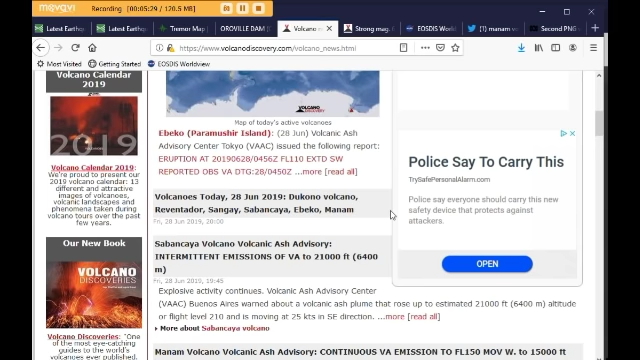 movavi
Recording
00:05:29 / 120.5 MB
Latest Earthq
Latest Earthq
Tremor Map
OROVILLE DAM
Volcano
Strong mag.
EOSDIS World
(1) manam v
Second PNG
https://www.volcanodiscovery.com/volcano_news.html
Most Visited
Getting Started
EOSDIS Worldview
Volcano Calendar
2019
2019
Volcano Calendar 2019:
We're proud to present our
2019 volcano calendar: 13
different and attractive
images of volcanoes,
volcanic landscapes and
phenomena taken during
volcano tours over the past
few years.
Our New Book
VOLCANO
DISCOVERIES
Volcano Discoveries: "One of
the most eye-catching
guides to the world's
volcanoes ever published.
VOLCANO
DISCOVERY
Map of today's active volcanoes
Ebeko (Paramushir Island): (28 Jun) Volcanic Ash
Advisory Center Tokyo (VAAC) issued the following report:
ERUPTION AT 20190628/0456Z FL110 EXTD SW
REPORTED OBS VA DTG:28/0450Z ...more [read all]
Volcanoes Today, 28 Jun 2019: Dukono volcano,
Reventador, Sangay, Sabancaya, Ebeko, Manam
Fri, 28 Jun 2019, 20:00
Sabancaya Volcano Volcanic Ash Advisory:
INTERMITTENT EMISSIONS OF VA to 21000 ft (6400
m)
Fri, 28 Jun 2019, 19:45
Explosive activity continues. Volcanic Ash Advisory Center
(VAAC) Buenos Aires warned about a volcanic ash plume that rose up to estimated 21000 ft (6400 m) altitude
or flight level 210 and is moving at 25 kts in SE direction. ...more [read all]
More about Sabancaya volcano
Manam Volcano Volcanic Ash Advisory: CONTINUOUS VA EMISSION TO FL150 MOV W. to 15000 ft
Police Say To Carry This
TrySafePersonalAlarm.com
Police say everyone should carry this new
safety device that protects against
attackers.
OPEN